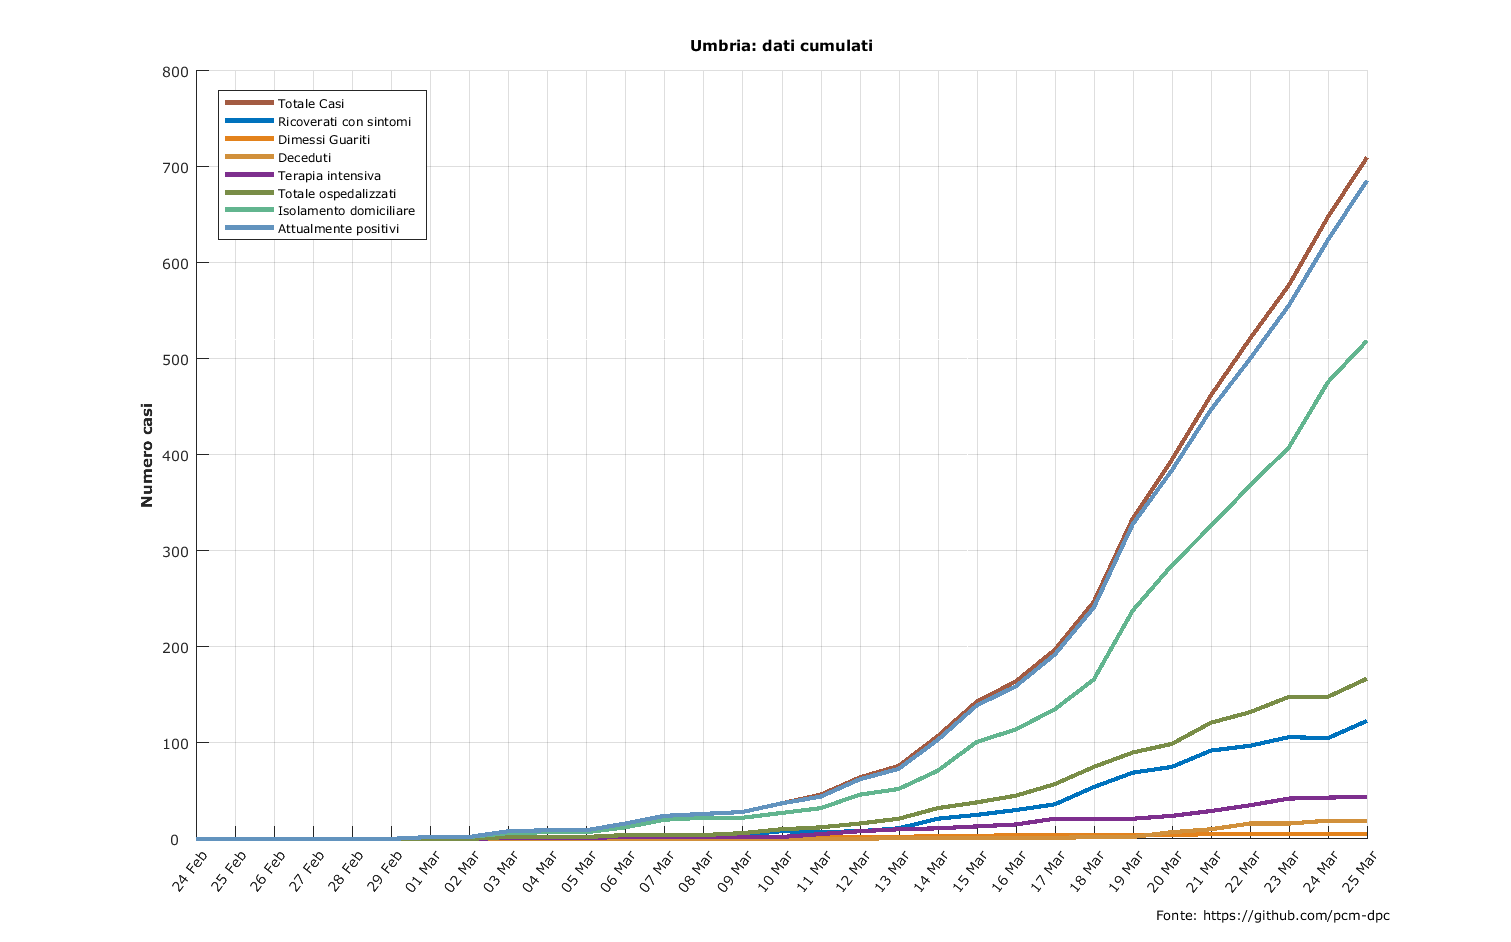 Umbria: dati cumulati
800
700
600
500
400
300
200
100
0
Numero casi
Totale Casi
Ricoverati con sintomi
Dimessi Guariti
Deceduti
Terapia intensiva
Totale ospedalizzati
Isolamento domiciliare
Attualmente positivi
24 Feb
25 Feb
26 Feb
27 Feb
28 Feb
29 Feb
01 Mar
02 Mar
03 Mar
04 Mar
05 Mar
06 Mar
07 Mar
08 Mar
09 Mar
10 Mar
11 Mar
12 Mar
13 Mar
14 Mar
15 Mar
16 Mar
17 Mar
18 Mar
19 Mar
20 Mar
21 Mar
22 Mar
23 Mar
24 Mar
25 Mar
Fonte: https://github.com/pcm-dpc